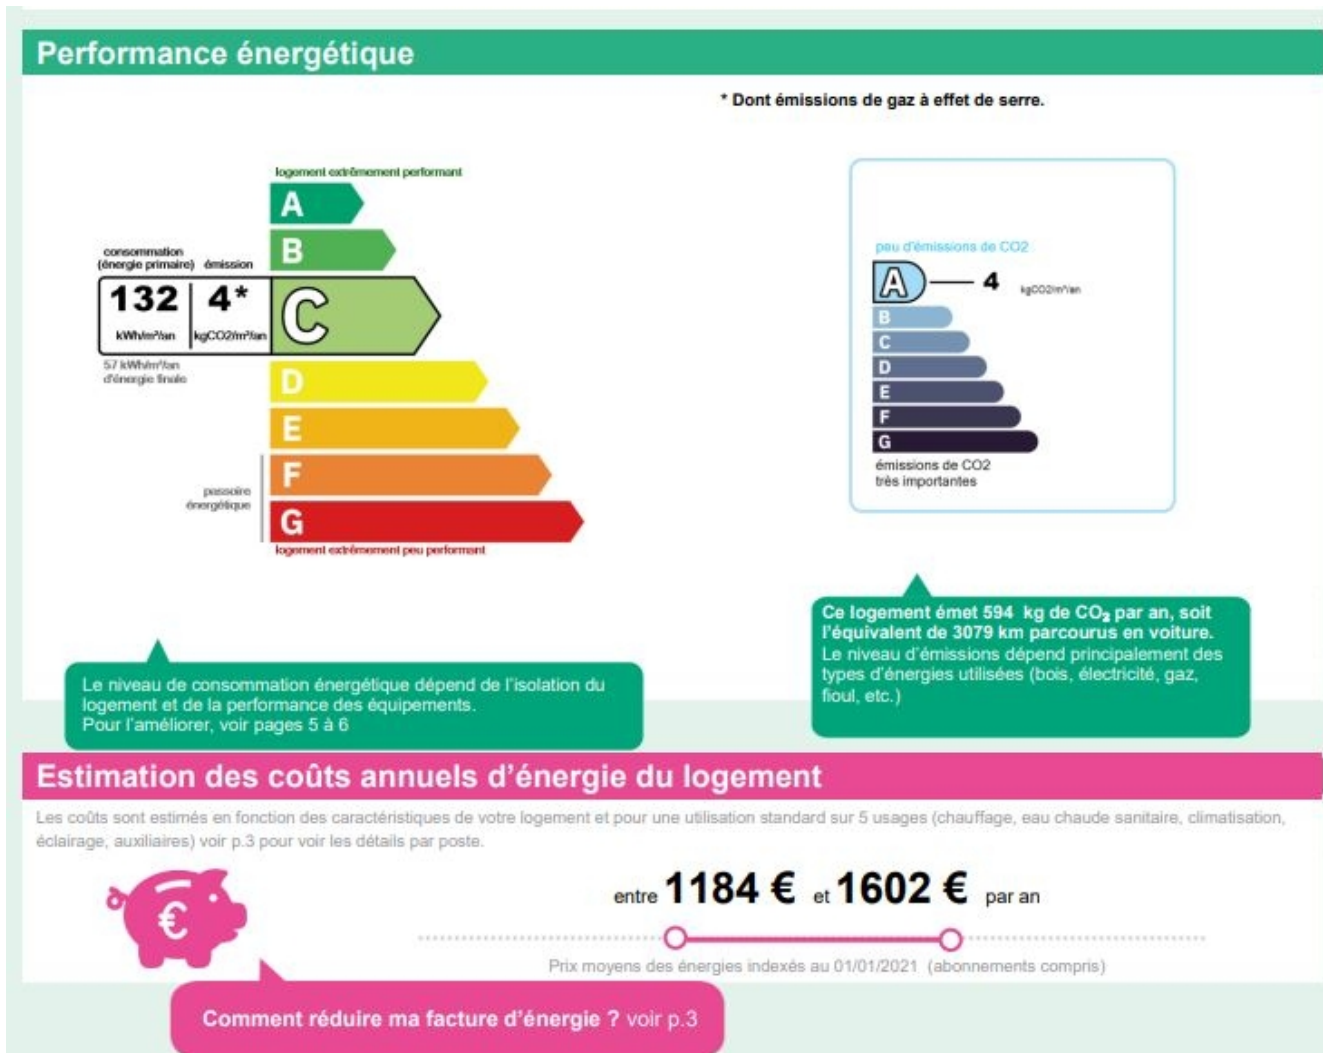 Performance énergétique
* Dont émissions de gaz à effet de serre.
logement extrêmement performant
A
B
consommation
(énergie primaire) émission
132 4*
kWh/m²/an kgCO2/m²/an
C
57 kWh/m²/an
d'énergie finale
D
E
F
passoire
énergétique
G
logement extrêmement peu performant
peu d'émissions de CO2
A 4 kgCO2/m²/an
B
C
D
E
F
G
émissions de CO2
très importantes
Le niveau de consommation énergétique dépend de l'isolation du
logement et de la performance des équipements.
Pour l'améliorer, voir pages 5 à 6
Ce logement émet 594 kg de CO₂ par an, soit
l'équivalent de 3079 km parcourus en voiture.
Le niveau d'émissions dépend principalement des
types d'énergies utilisées (bois, électricité, gaz,
fioul, etc.)
Estimation des coûts annuels d'énergie du logement
Les coûts sont estimés en fonction des caractéristiques de votre logement et pour une utilisation standard sur 5 usages (chauffage, eau chaude sanitaire, climatisation,
éclairage, auxiliaires) voir p.3 pour voir les détails par poste.
€
entre 1184 € et 1602 € par an
Prix moyens des énergies indexés au 01/01/2021 (abonnements compris)
Comment réduire ma facture d'énergie ? voir p.3